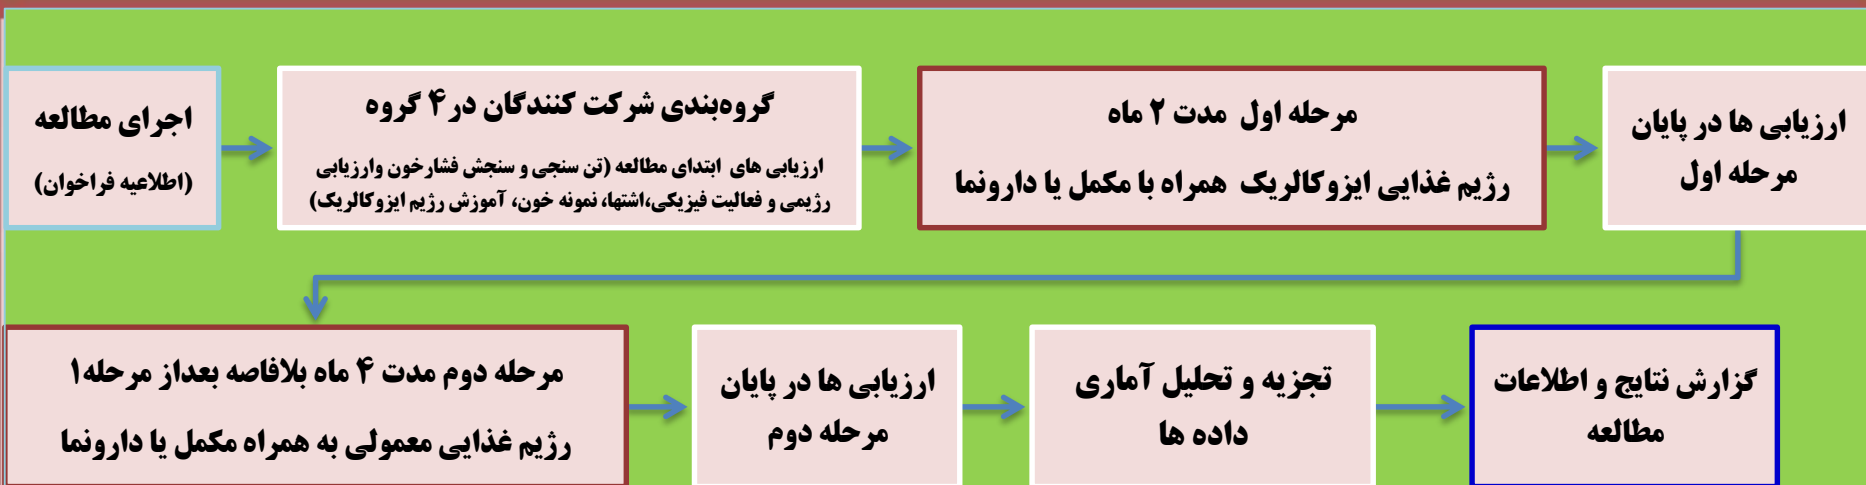 اجرای مطالعه
(اطلاعیه فراخوان)
گروه‌بندی شرکت کنندگان در ۴ گروه
ارزیابی های ابتدای مطالعه (تن سنجی و سنجش فشارخون وارزیابی
رژیمی و فعالیت فیزیکی،اشتها، نمونه خون، آموزش رژیم ایزوکالریک)
مرحله اول مدت ۲ ماه
رژیم غذایی ایزوکالریک همراه با مکمل یا دارونما
ارزیابی ها در پایان
مرحله اول
مرحله دوم مدت ۴ ماه بلافاصه بعداز مرحله۱
رژیم غذایی معمولی به همراه مکمل یا دارونما
ارزیابی ها در پایان
مرحله دوم
تجزیه و تحلیل آماری
داده ها
گزارش نتایج و اطلاعات
مطالعه